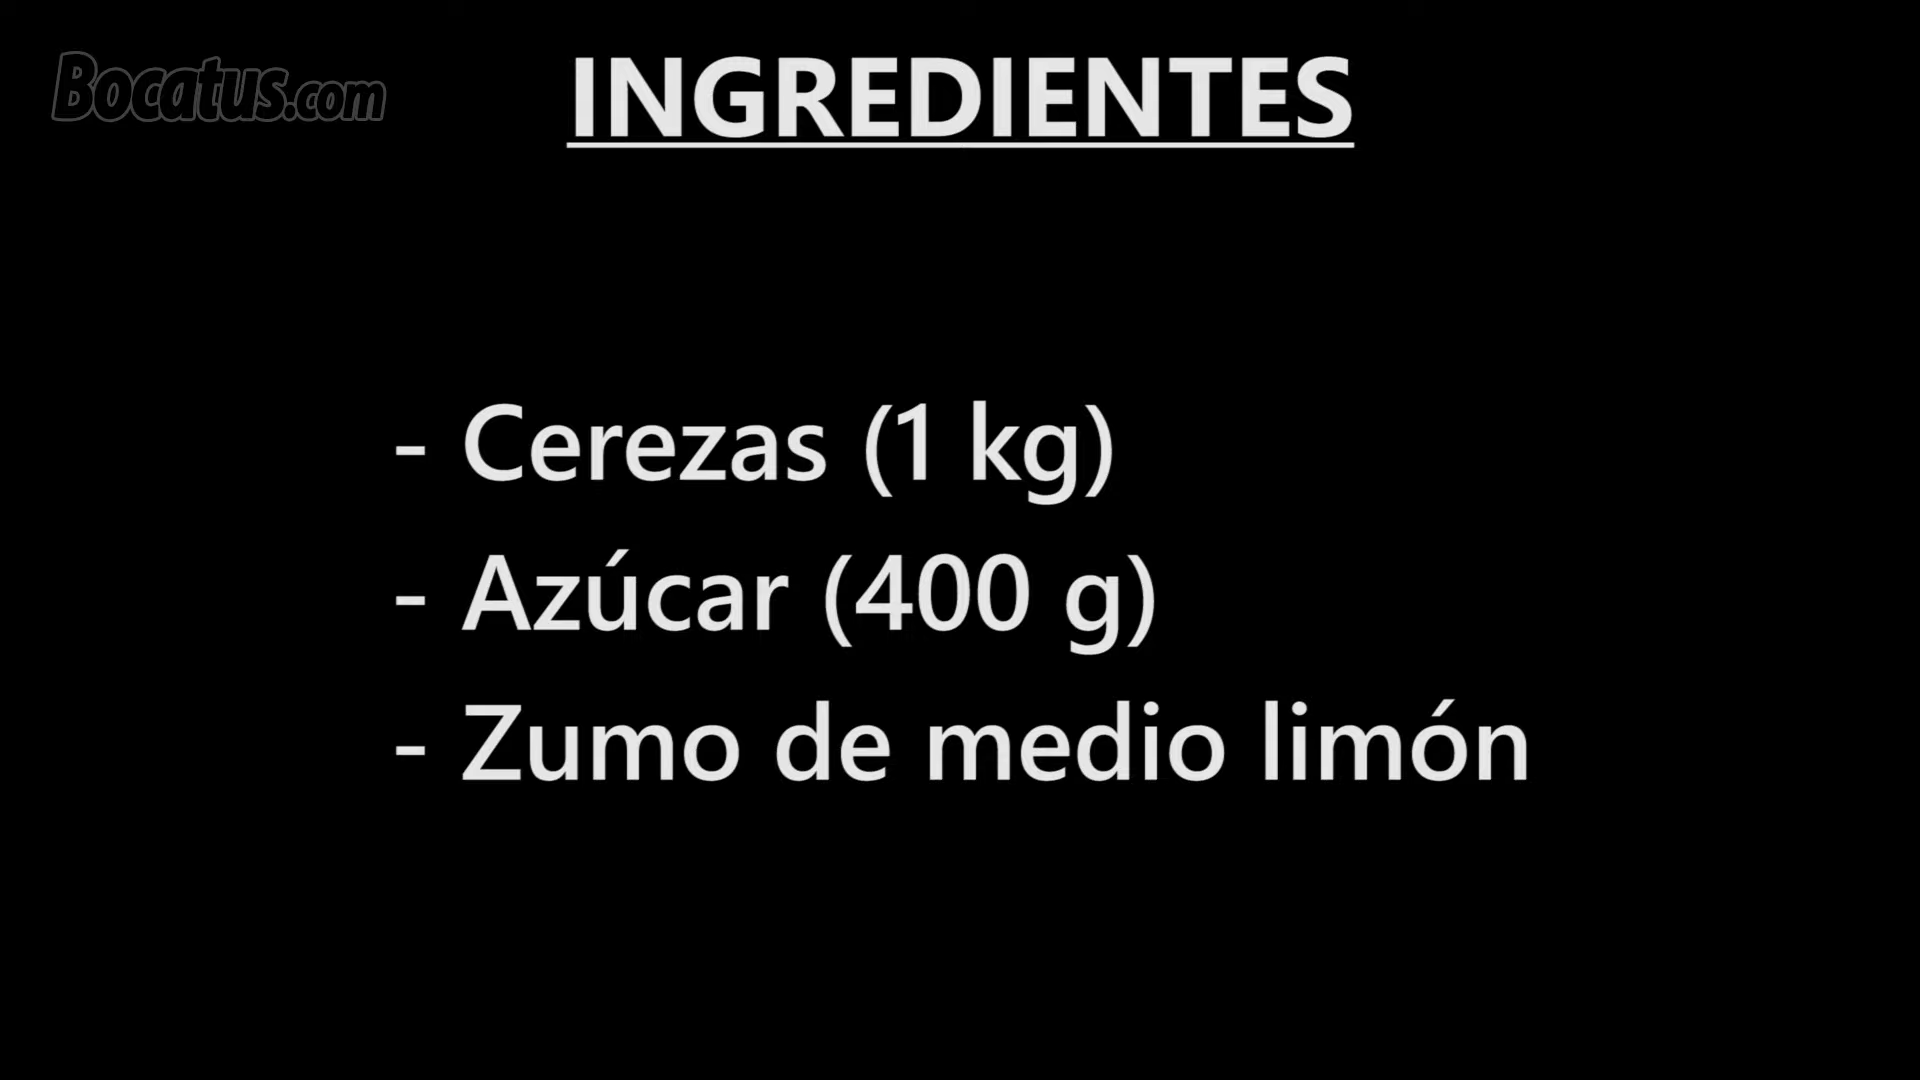 Bocatus.com
INGREDIENTES
- Cerezas (1 kg)
- Azúcar (400 g)
- Zumo de medio limón